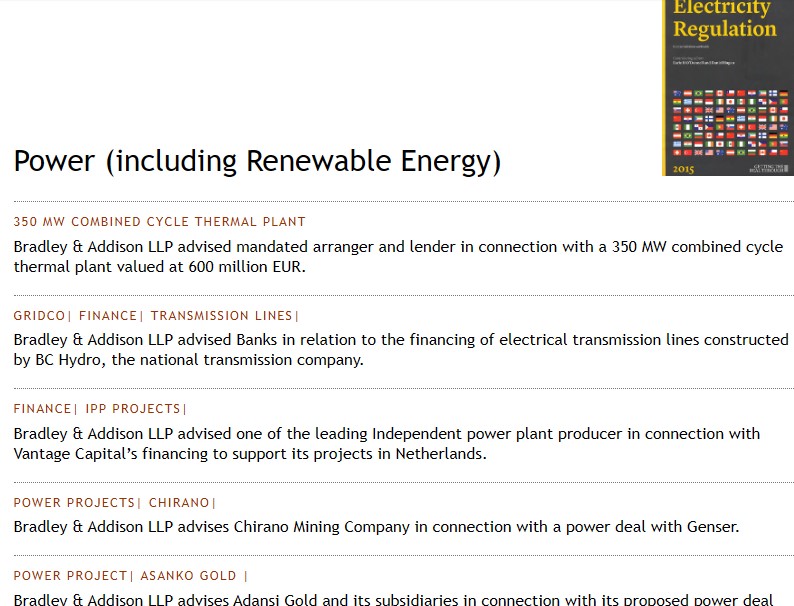 Electricity
Regulation
2015
GETTING THE
DEAL THROUGH
Power (including Renewable Energy)
350 MW COMBINED CYCLE THERMAL PLANT
Bradley & Addison LLP advised mandated arranger and lender in connection with a 350 MW combined cycle
thermal plant valued at 600 million EUR.
GRIDCO| FINANCE| TRANSMISSION LINES|
Bradley & Addison LLP advised Banks in relation to the financing of electrical transmission lines constructed
by BC Hydro, the national transmission company.
FINANCE| IPP PROJECTS|
Bradley & Addison LLP advised one of the leading Independent power plant producer in connection with
Vantage Capital’s financing to support its projects in Netherlands.
POWER PROJECTS| CHIRANO|
Bradley & Addison LLP advises Chirano Mining Company in connection with a power deal with Genser.
POWER PROJECT| ASANKO GOLD |
Bradley & Addison LLP advises Adansi Gold and its subsidiaries in connection with its proposed power deal